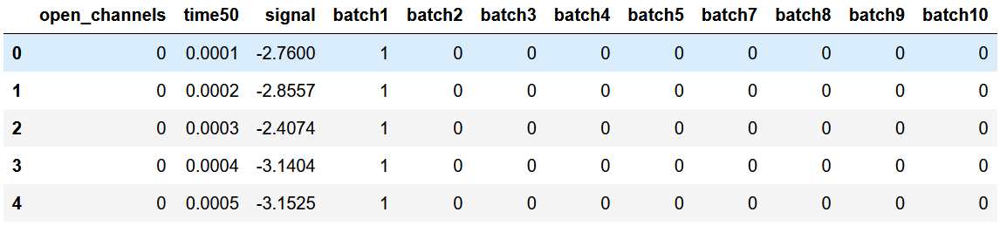 open_channels time50 signal batch1 batch2 batch3 batch4 batch5 batch7 batch8 batch9 batch10
0 0 0.0001 -2.7600 1 0 0 0 0 0 0 0 0
1 0 0.0002 -2.8557 1 0 0 0 0 0 0 0 0
2 0 0.0003 -2.4074 1 0 0 0 0 0 0 0 0
3 0 0.0004 -3.1404 1 0 0 0 0 0 0 0 0
4 0 0.0005 -3.1525 1 0 0 0 0 0 0 0 0